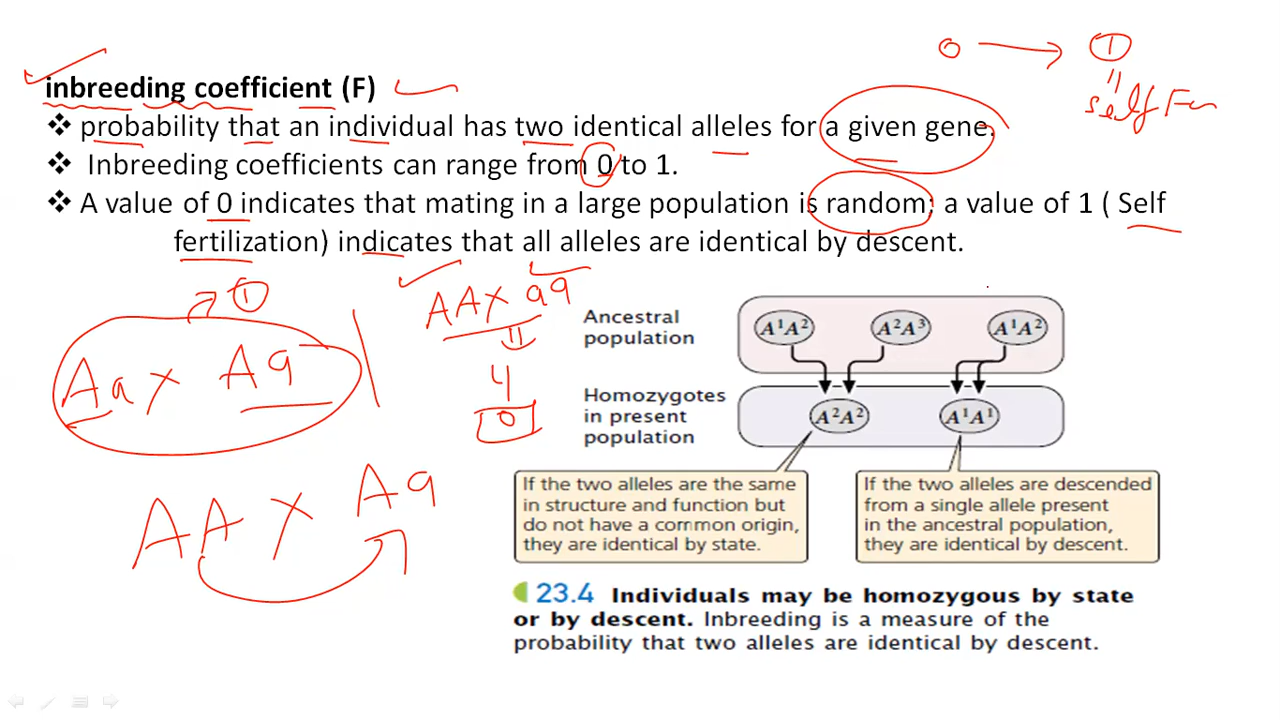 0 → 1
||
self Fer
inbreeding coefficient (F)
❖ probability that an individual has two identical alleles for a given gene.
❖ Inbreeding coefficients can range from 0 to 1.
❖ A value of 0 indicates that mating in a large population is random; a value of 1 ( Self
fertilization) indicates that all alleles are identical by descent.
1
AA x aa
||
4
0
Aa x Aa
AA x Aa
Ancestral
population
A¹A² A²A³ A¹A²
Homozygotes
in present
population
A²A² A¹A¹
If the two alleles are the same
in structure and function but
do not have a common origin,
they are identical by state.
If the two alleles are descended
from a single allele present
in the ancestral population,
they are identical by descent.
23.4 Individuals may be homozygous by state
or by descent. Inbreeding is a measure of the
probability that two alleles are identical by descent.